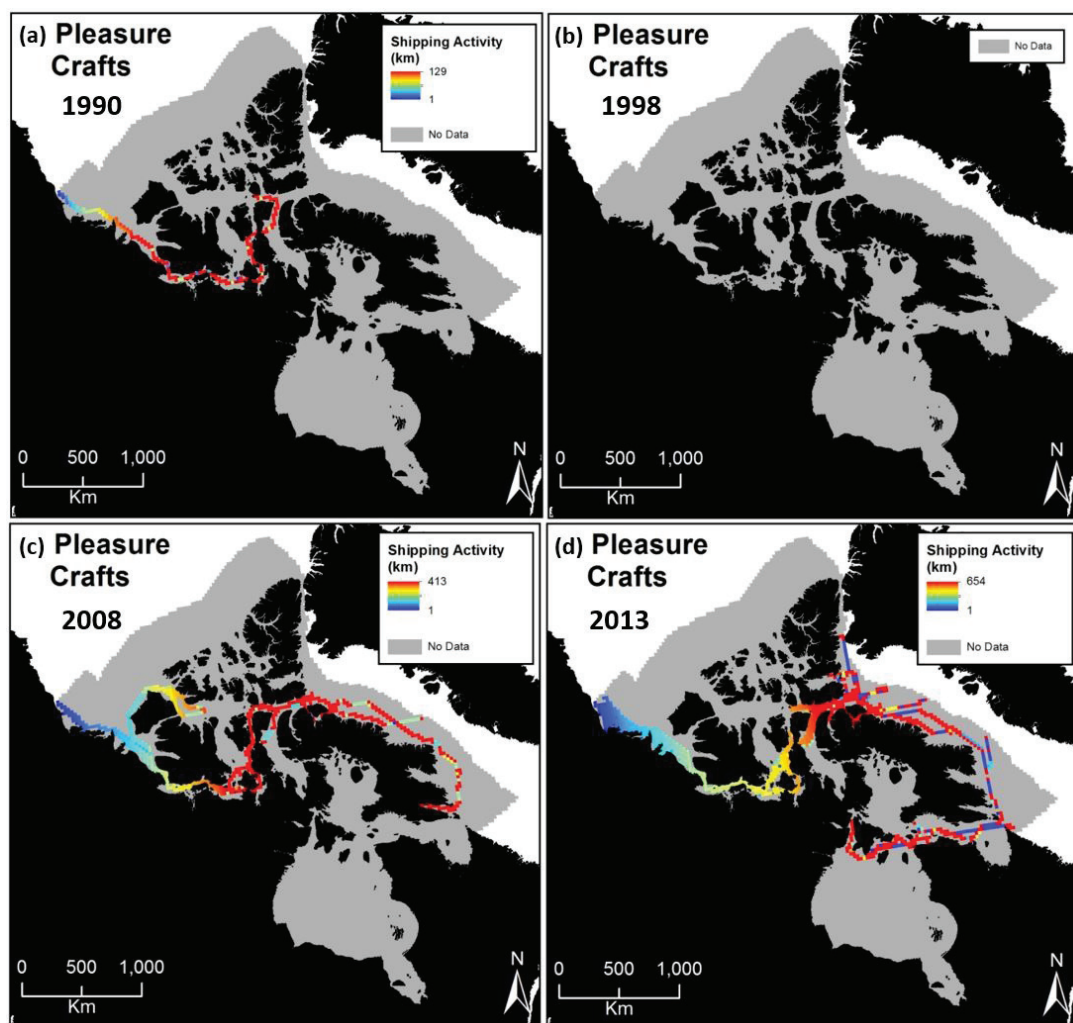 (a) Pleasure
Crafts
1990
Shipping Activity
(km)
129
1
No Data
0 500 1,000
Km
N
(b) Pleasure
Crafts
1998
No Data
0 500 1,000
Km
N
(c) Pleasure
Crafts
2008
Shipping Activity
(km)
413
1
No Data
0 500 1,000
Km
N
(d) Pleasure
Crafts
2013
Shipping Activity
(km)
654
1
No Data
0 500 1,000
Km
N